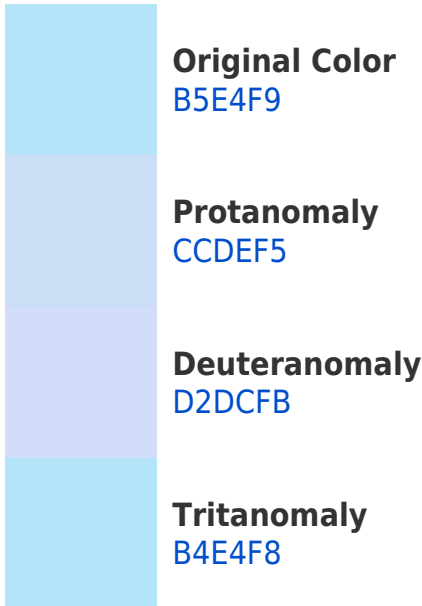 Original Color
B5E4F9
Protanomaly
CCDEF5
Deuteranomaly
D2DCFB
Tritanomaly
B4E4F8